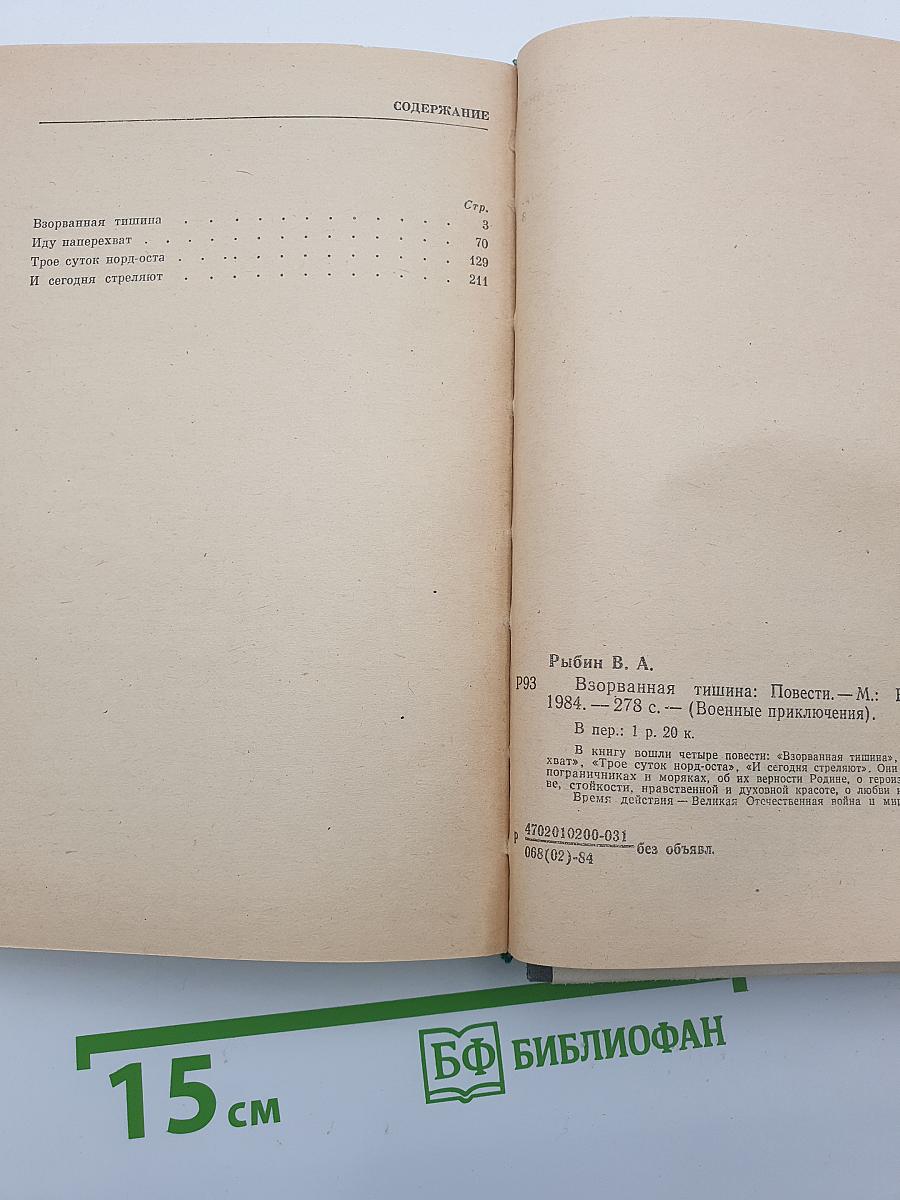 СОДЕРЖАНИЕ
Стр.
Взорванная тишина . . . . . . . . . . . 3
Иду наперехват . . . . . . . . . . . . 70
Трое суток норд-оста . . . . . . . . . . . 129
И сегодня стреляют . . . . . . . . . . . 211
Рыбин В. А.
Р93 Взорванная тишина: Повести. — М.:
1984. — 278 с. — (Военные приключения).
В пер.: 1 р. 20 к.
В книгу вошли четыре повести: «Взорванная тишина»,
хват», «Трое суток норд-оста», «И сегодня стреляют». Они
пограничниках и моряках, об их верности Родине, о героиз
ве, стойкости, нравственной и духовной красоте, о любви
Время действия — Великая Отечественная война и
Р 4702010200-031
068(02)-84 без объявл.
15 см
БФ БИБЛИОФАН